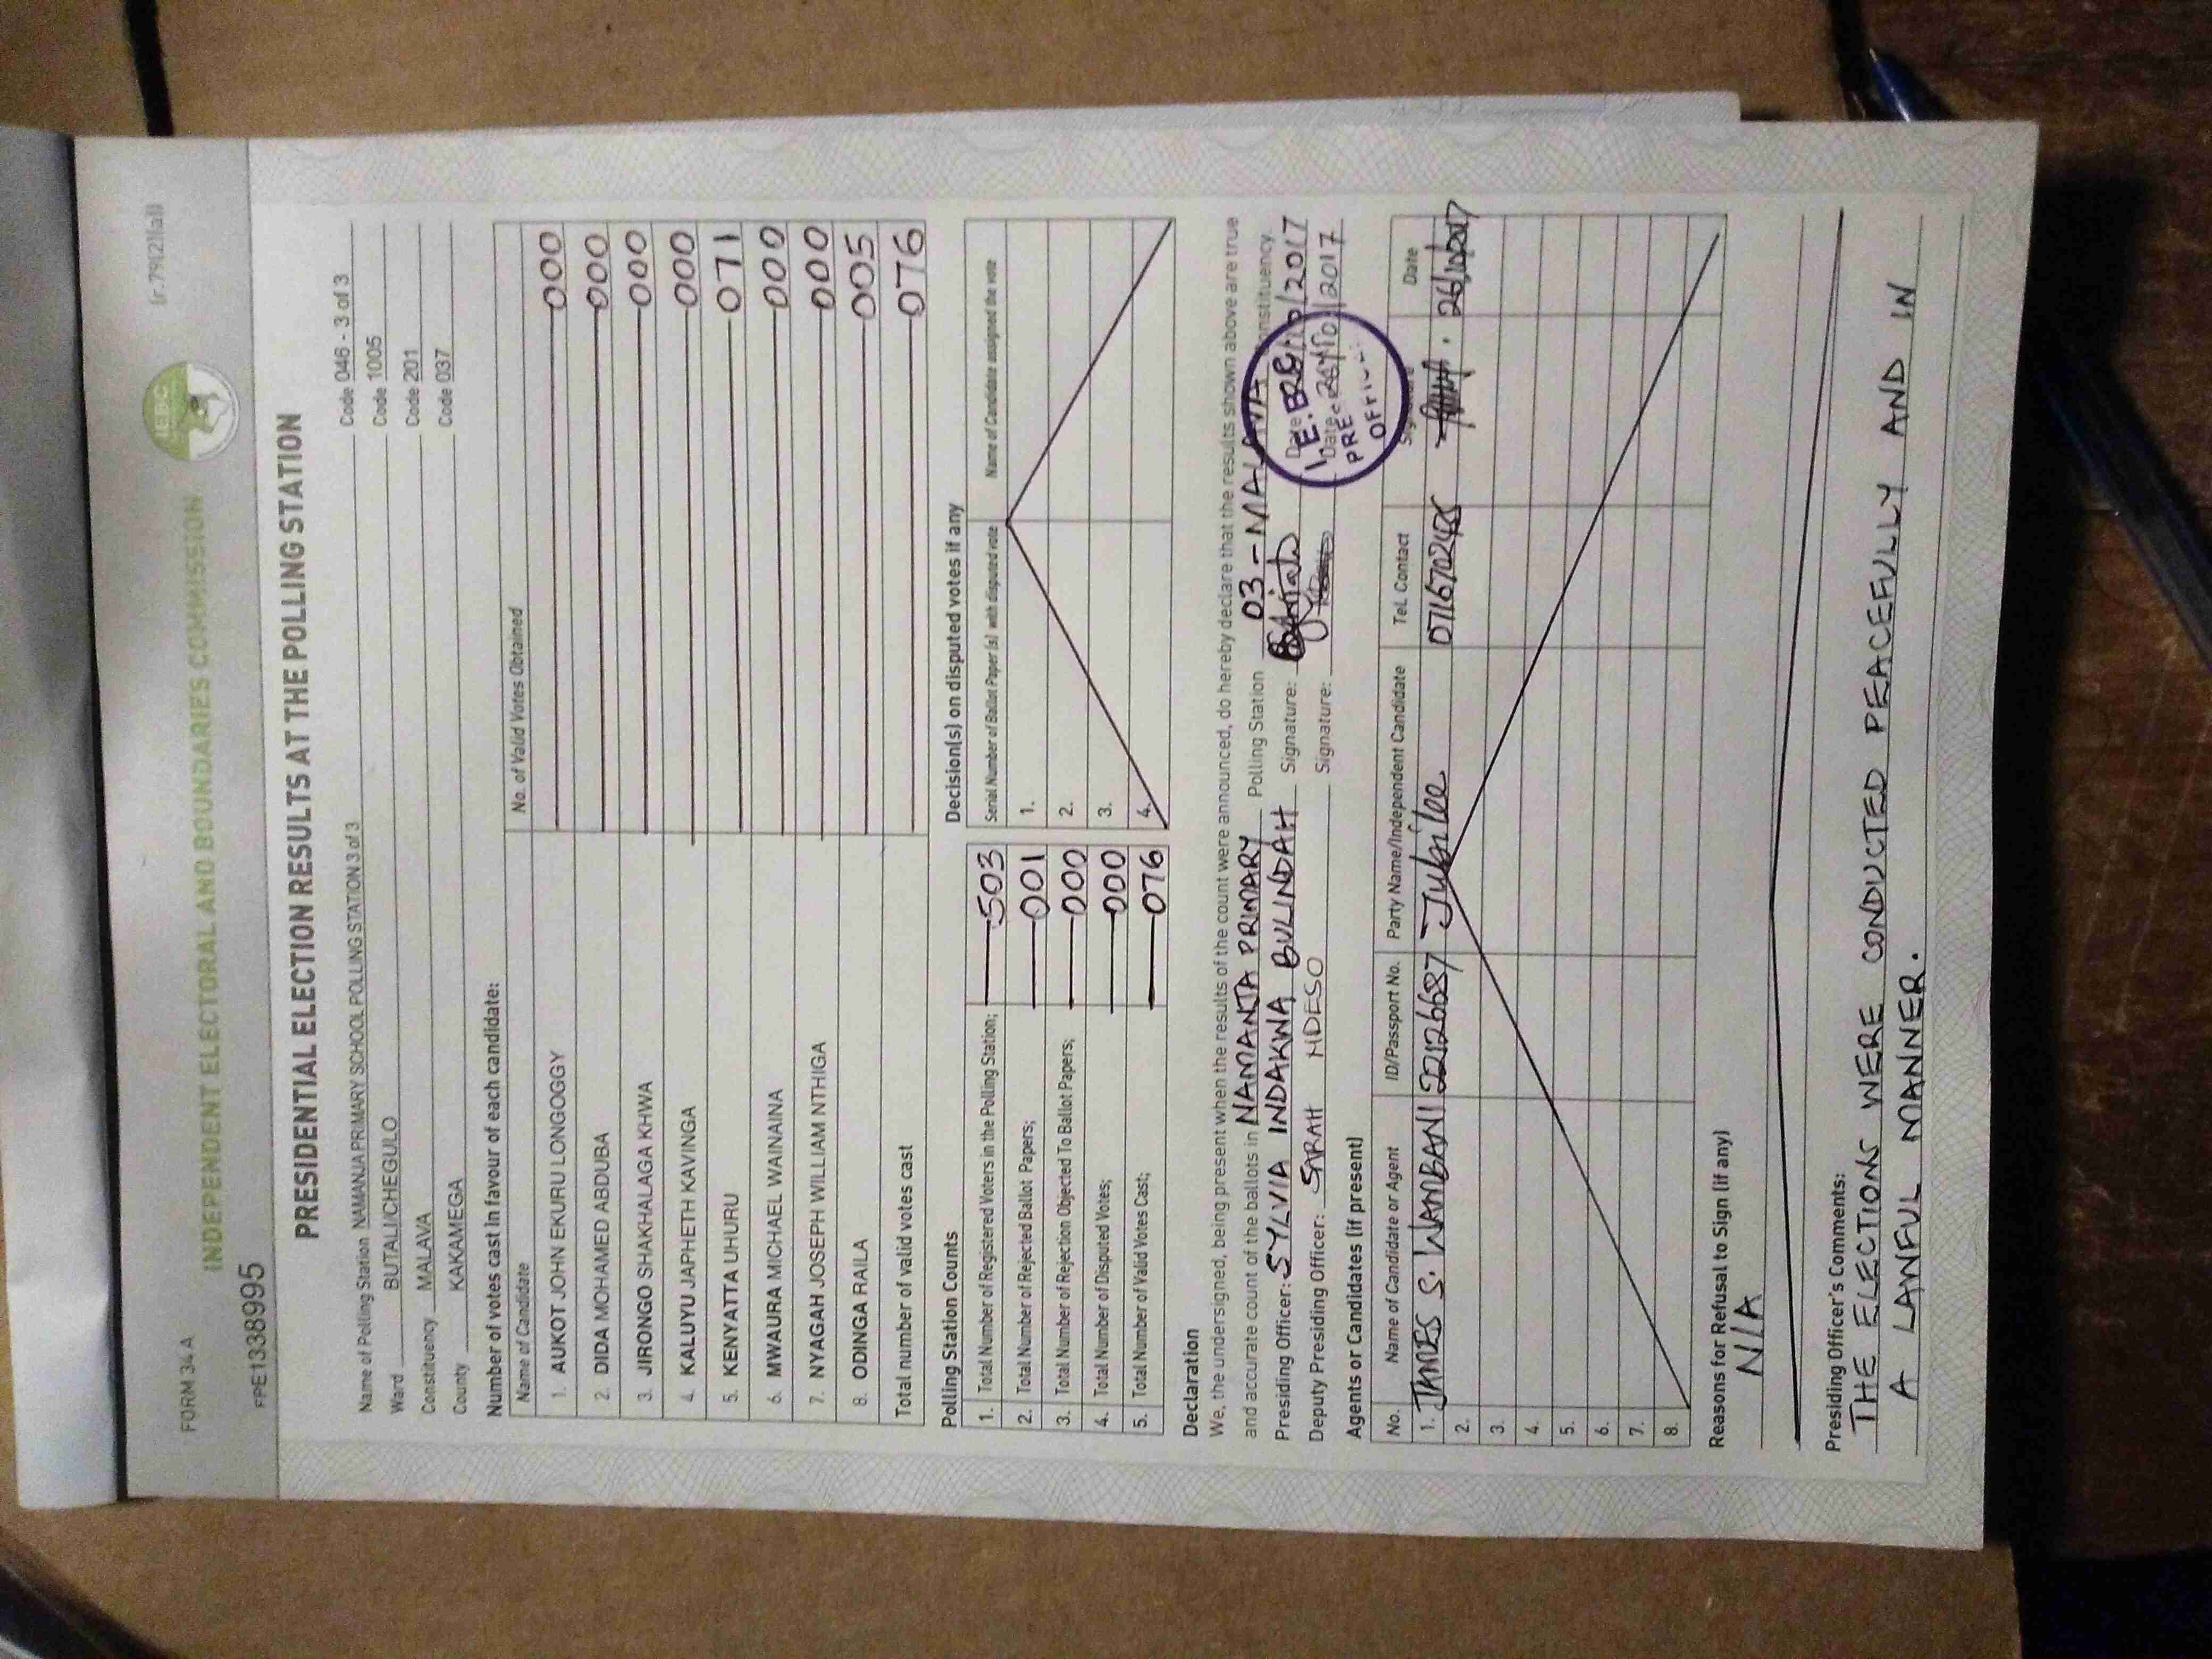 FORM 34 A
(r.79(2)(a))
INDEPENDENT ELECTORAL AND BOUNDARIES COMMISSION
IEBC
FPE1338995
PRESIDENTIAL ELECTION RESULTS AT THE POLLING STATION
Name of Polling Station NAMANJA PRIMARY SCHOOL POLLING STATION 3 of 3 Code 046 - 3 of 3
Ward BUTALI/CHEGULO Code 1005
Constituency MALAVA Code 201
County KAKAMEGA Code 037
Number of votes cast in favour of each candidate:
Name of Candidate No. of Valid Votes Obtained
1. AUKOT JOHN EKURU LONGOGGY 000
2. DIDA MOHAMED ABDUBA 000
3. JIRONGO SHAKHALAGA KHWA 000
4. KALUYU JAPHETH KAVINGA 000
5. KENYATTA UHURU 071
6. MWAURA MICHAEL WAINAINA 000
7. NYAGAH JOSEPH WILLIAM NTHIGA 000
8. ODINGA RAILA 005
Total number of valid votes cast 076
Polling Station Counts
1. Total Number of Registered Voters in the Polling Station; 503
2. Total Number of Rejected Ballot Papers; 001
3. Total Number of Rejection Objected To Ballot Papers; 000
4. Total Number of Disputed Votes; 000
5. Total Number of Valid Votes Cast; 076
Decision(s) on disputed votes if any
Serial Number of Ballot Paper (s) with disputed vote Name of Candidate assigned the vote
1.
2.
3.
4.
Declaration
We, the undersigned, being present when the results of the count were announced, do hereby declare that the results shown above are true
and accurate count of the ballots in NAMANJA PRIMARY Polling Station 03 - MALAVA Constituency.
Presiding Officer: SYLVIA INDAKWA BULINDAH Signature: Date 2017
Deputy Presiding Officer: SARAH NDESO Signature: Date 2017
PRE
OFFICER
Agents or Candidates (if present)
No. Name of Candidate or Agent ID/Passport No. Party Name/Independent Candidate Tel. Contact Signature Date
1. JAMES S. WAMBANI 22126687 Jubilee 26/10/2017
2.
3.
4.
5.
6.
7.
8.
Reasons for Refusal to Sign (if any)
N/A
Presiding Officer's Comments:
THE ELECTIONS WERE CONDUCTED PEACEFULLY AND IN
A LAWFUL MANNER.